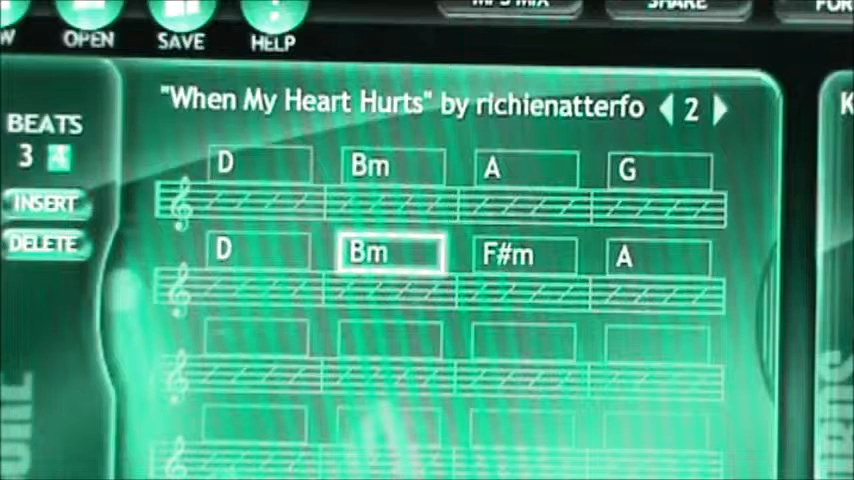 OPEN SAVE HELP SHARE
"When My Heart Hurts" by richienatterfo 2
BEATS
3 4
INSERT
DELETE
D Bm A G
D Bm F#m A